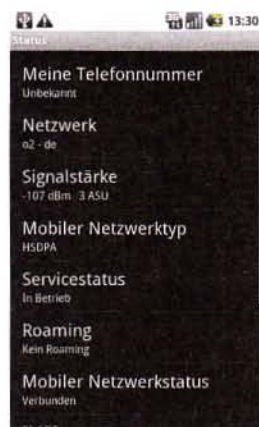 13:30
Status
Meine Telefonnummer
Unbekannt
Netzwerk
o2 - de
Signalstärke
-107 dBm 3 ASU
Mobiler Netzwerktyp
HSDPA
Servicestatus
In Betrieb
Roaming
Kein Roaming
Mobiler Netzwerkstatus
Verbunden